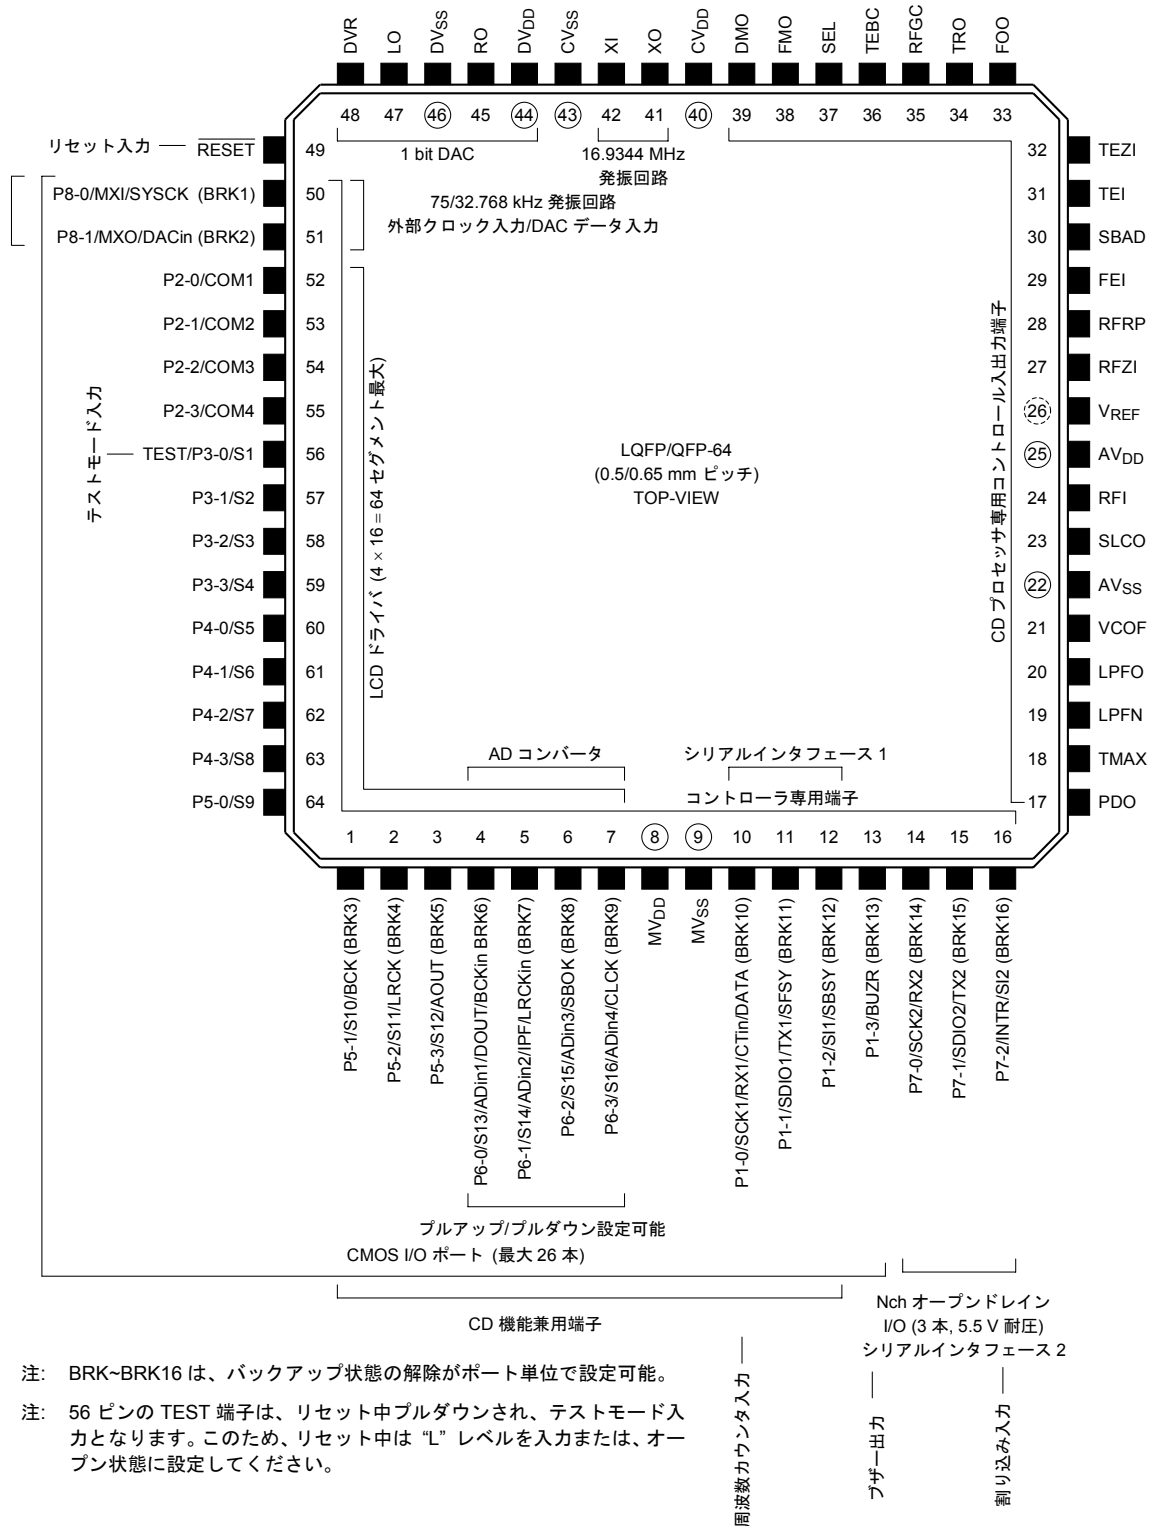 DVR
LO
DVSS
RO
DVDD
CVSS
XI
XO
CVDD
DMO
FMO
SEL
TEBC
RFGC
TRO
FOO
48 47 46 45 44 43 42 41 40 39 38 37 36 35 34 33
1 bit DAC
16.9344 MHz
発振回路
75/32.768 kHz 発振回路
外部クロック入力/DAC データ入力
リセット入力
RESET 49
P8-0/MXI/SYSCK (BRK1) 50
P8-1/MXO/DACin (BRK2) 51
P2-0/COM1 52
P2-1/COM2 53
P2-2/COM3 54
P2-3/COM4 55
TEST/P3-0/S1 56
P3-1/S2 57
P3-2/S3 58
P3-3/S4 59
P4-0/S5 60
P4-1/S6 61
P4-2/S7 62
P4-3/S8 63
P5-0/S9 64
テストモード入力
LCD ドライバ (4 × 16 = 64 セグメント最大)
LQFP/QFP-64
(0.5/0.65 mm ピッチ)
TOP-VIEW
CD プロセッサ専用コントロール入出力端子
32 TEZI
31 TEI
30 SBAD
29 FEI
28 RFRP
27 RFZI
26 VREF
25 AVDD
24 RFI
23 SLCO
22 AVSS
21 VCOF
20 LPFO
19 LPFN
18 TMAX
17 PDO
AD コンバータ
シリアルインタフェース 1
コントローラ専用端子
1 2 3 4 5 6 7 8 9 10 11 12 13 14 15 16
P5-1/S10/BCK (BRK3)
P5-2/S11/LRCK (BRK4)
P5-3/S12/AOUT (BRK5)
P6-0/S13/ADin1/DOUT/BCKin BRK6)
P6-1/S14/ADin2/IPF/LRCKin (BRK7)
P6-2/S15/ADin3/SBOK (BRK8)
P6-3/S16/ADin4/CLCK (BRK9)
MVDD
MVSS
P1-0/SCK1/RX1/CTin/DATA (BRK10)
P1-1/SDIO1/TX1/SFSY (BRK11)
P1-2/SI1/SBSY (BRK12)
P1-3/BUZR (BRK13)
P7-0/SCK2/RX2 (BRK14)
P7-1/SDIO2/TX2 (BRK15)
P7-2/INTR/SI2 (BRK16)
プルアップ/プルダウン設定可能
CMOS I/O ポート (最大 26 本)
CD 機能兼用端子
Nch オープンドレイン
I/O (3 本, 5.5 V 耐圧)
シリアルインタフェース 2
周波数カウンタ入力
ブザー出力
割り込み入力
注: BRK~BRK16 は、バックアップ状態の解除がポート単位で設定可能。
注: 56 ピンの TEST 端子は、リセット中プルダウンされ、テストモード入
力となります。このため、リセット中は “L” レベルを入力または、オー
プン状態に設定してください。